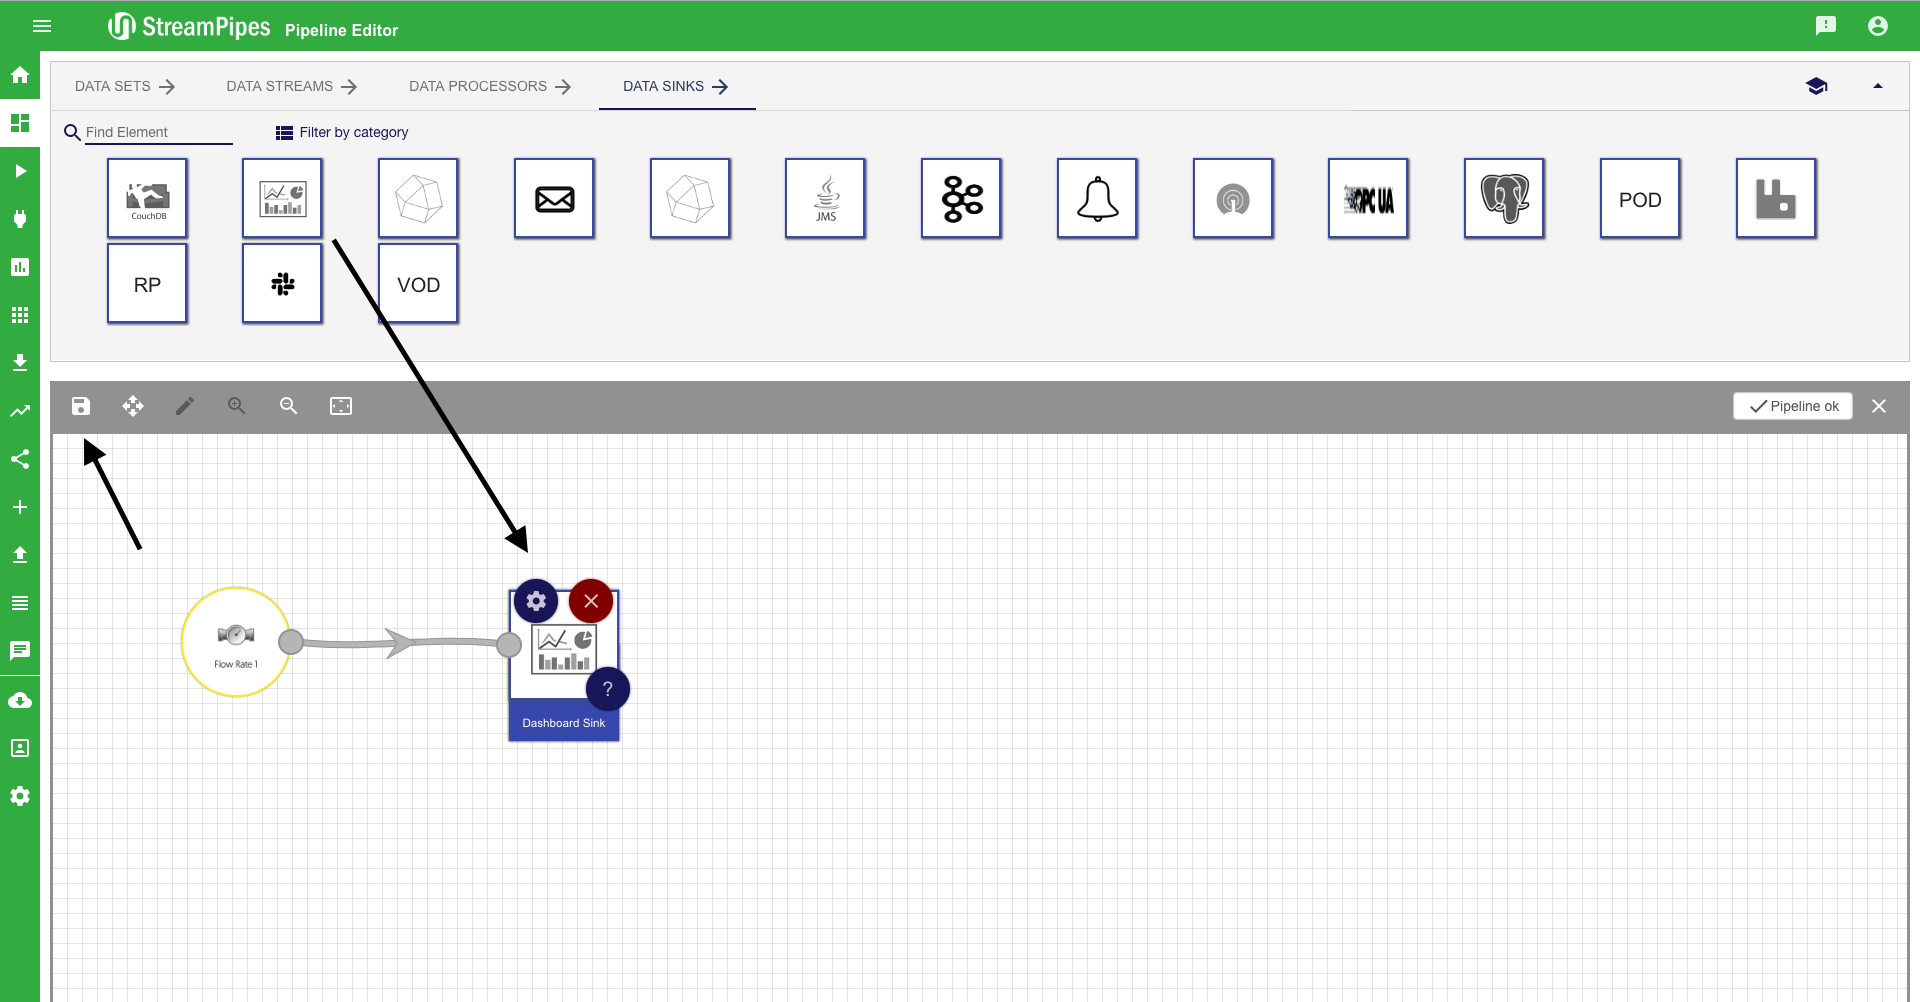 StreamPipes Pipeline Editor
DATA SETS DATA STREAMS DATA PROCESSORS DATA SINKS
Find Element Filter by category
CouchDB JMS OPC UA POD
RP VOD
Pipeline ok
Flow Rate 1
?
Dashboard Sink